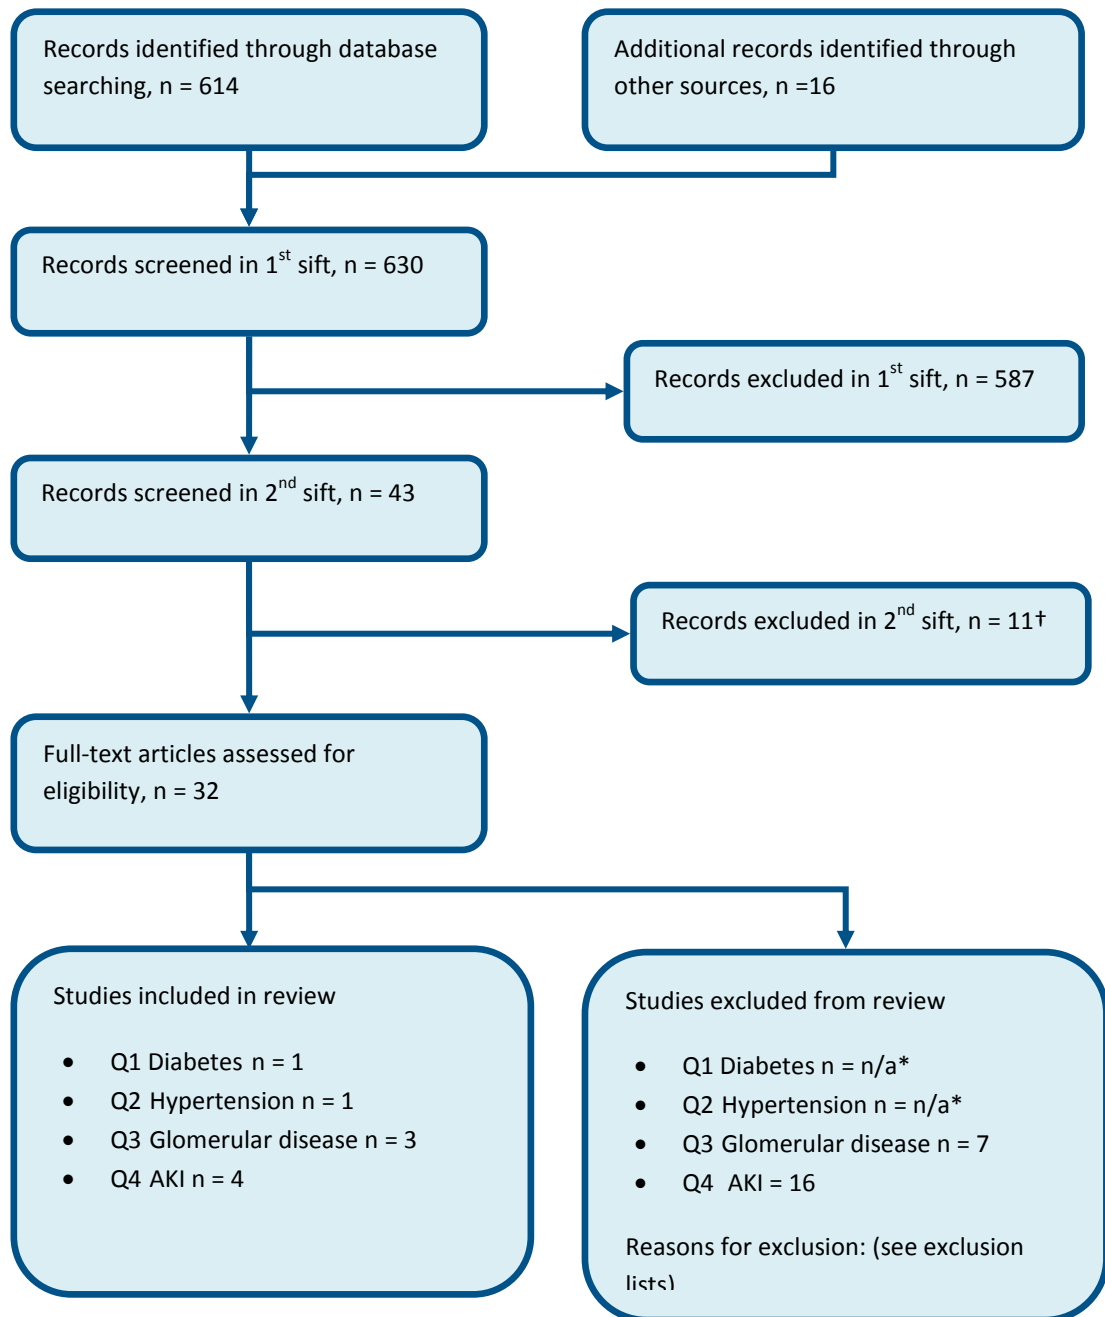 Records identified through database
searching, n = 614
Additional records identified through
other sources, n =16
Records screened in 1st sift, n = 630
Records excluded in 1st sift, n = 587
Records screened in 2nd sift, n = 43
Records excluded in 2nd sift, n = 11†
Full-text articles assessed for
eligibility, n = 32
Studies included in review
• Q1 Diabetes n = 1
• Q2 Hypertension n = 1
• Q3 Glomerular disease n = 3
• Q4 AKI n = 4
Studies excluded from review
• Q1 Diabetes n = n/a*
• Q2 Hypertension n = n/a*
• Q3 Glomerular disease n = 7
• Q4 AKI = 16
Reasons for exclusion: (see exclusion
lists)